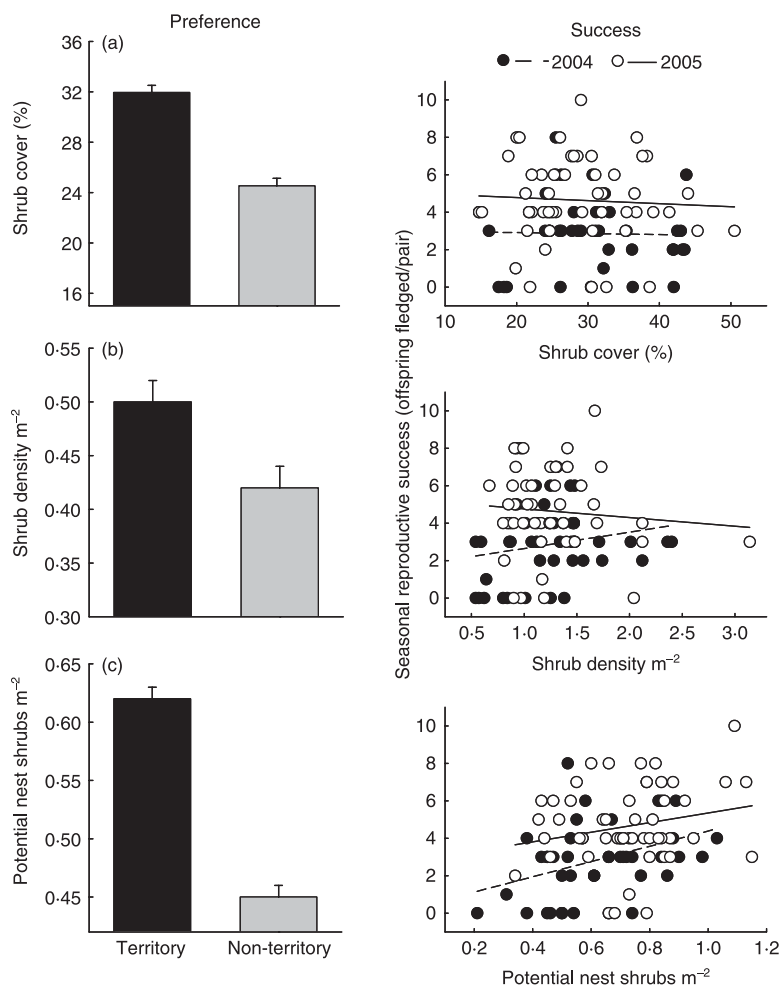 Preference
Success
2004 2005
(a)
Shrub cover (%)
36
32
28
24
20
16
10
8
6
4
2
0
10 20 30 40 50
Shrub cover (%)
(b)
Shrub density m⁻²
0·55
0·50
0·45
0·40
0·35
0·30
Seasonal reproductive success (offspring fledged/pair)
10
8
6
4
2
0
0·5 1·0 1·5 2·0 2·5 3·0
Shrub density m⁻²
(c)
Potential nest shrubs m⁻²
0·65
0·60
0·55
0·50
0·45
Territory Non-territory
10
8
6
4
2
0
0·2 0·4 0·6 0·8 1·0 1·2
Potential nest shrubs m⁻²